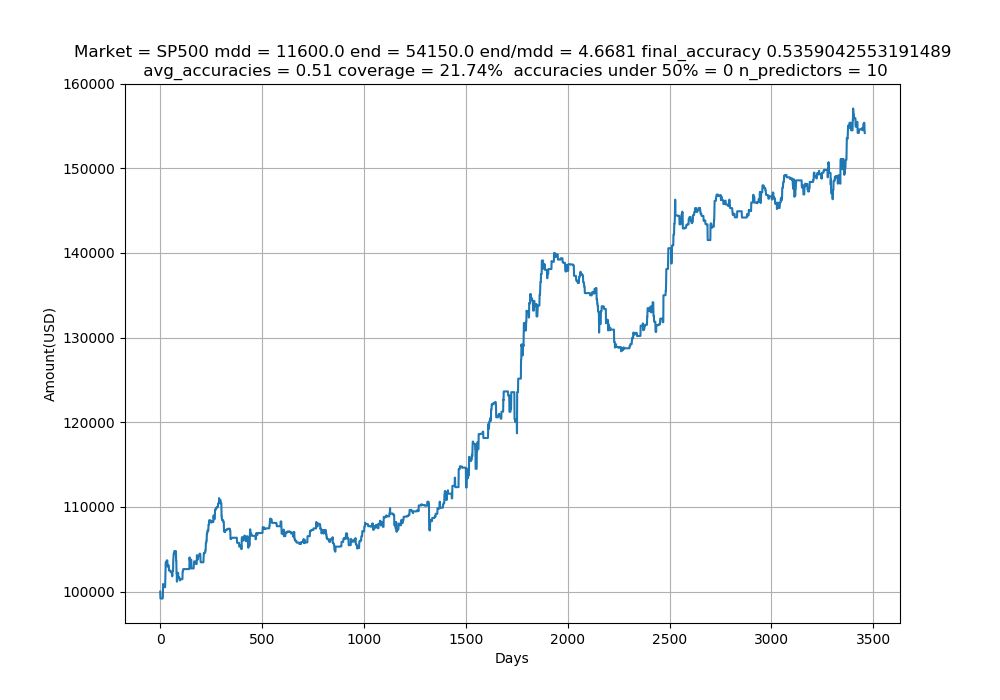 Market = SP500 mdd = 11600.0 end = 54150.0 end/mdd = 4.6681 final_accuracy 0.5359042553191489
avg_accuracies = 0.51 coverage = 21.74%  accuracies under 50% = 0 n_predictors = 10
160000
150000
140000
130000
120000
110000
100000
Amount(USD)
0 500 1000 1500 2000 2500 3000 3500
Days